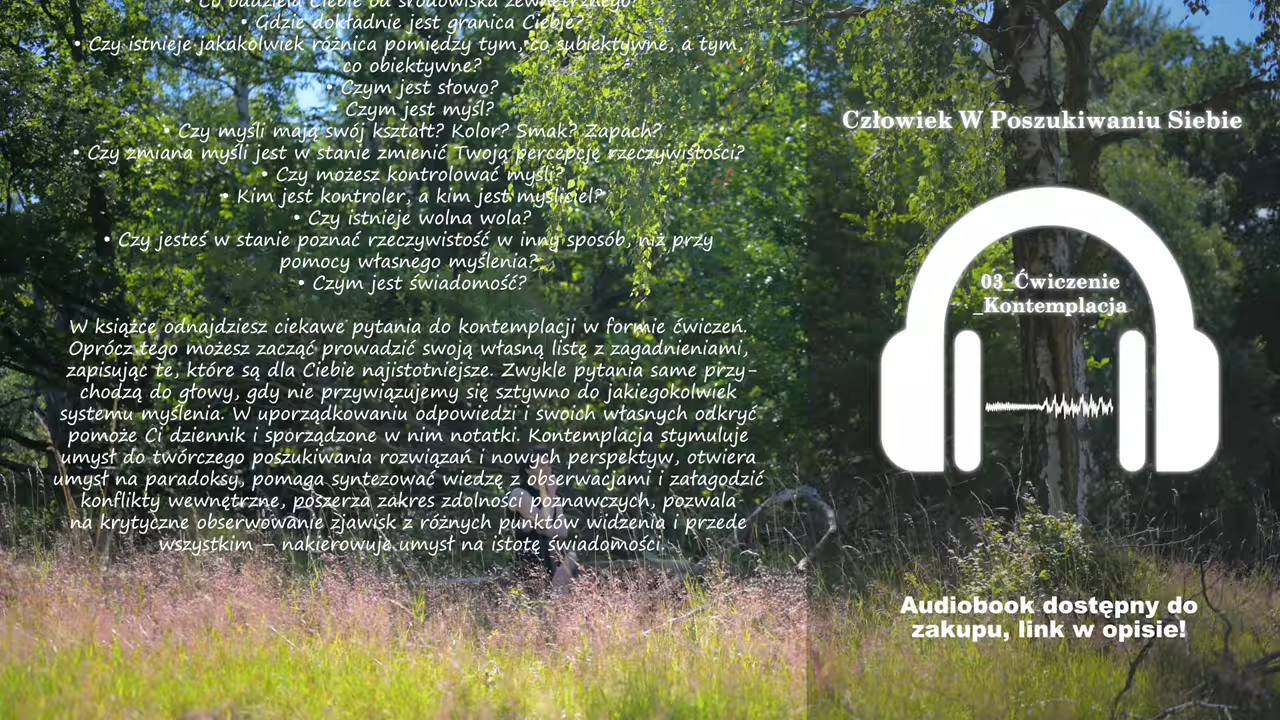 • Co oddziela Ciebie od środowiska zewnętrznego?
• Gdzie dokładnie jest granica Ciebie?
• Czy istnieje jakakolwiek różnica pomiędzy tym, co subiektywne, a tym,
co obiektywne?
• Czym jest słowo?
• Czym jest myśl?
• Czy myśli mają swój kształt? Kolor? Smak? Zapach?
• Czy zmiana myśli jest w stanie zmienić Twoją percepcję rzeczywistości?
• Czy możesz kontrolować myśli?
• Kim jest kontroler, a kim jest myśliciel?
• Czy istnieje wolna wola?
• Czy jesteś w stanie poznać rzeczywistość w inny sposób, niż przy
pomocy własnego myślenia?
• Czym jest świadomość?
W książce odnajdziesz ciekawe pytania do kontemplacji w formie ćwiczeń.
Oprócz tego możesz zacząć prowadzić swoją własną listę z zagadnieniami,
zapisując te, które są dla Ciebie najistotniejsze. Zwykle pytania same przy-
chodzą do głowy, gdy nie przywiązujemy się sztywno do jakiegokolwiek
systemu myślenia. W uporządkowaniu odpowiedzi i swoich własnych odkryć
pomoże Ci dziennik i sporządzone w nim notatki. Kontemplacja stymuluje
umysł do twórczego poszukiwania rozwiązań i nowych perspektyw, otwiera
umysł na paradoksy, pomaga syntezować wiedzę z obserwacjami i załagodzić
konflikty wewnętrzne, poszerza zakres zdolności poznawczych, pozwala
na krytyczne obserwowanie zjawisk z różnych punktów widzenia i przede
wszystkim – nakierowuje umysł na istotę świadomości.
Człowiek W Poszukiwaniu Siebie
03_Ćwiczenie
_Kontemplacja
Audiobook dostępny do
zakupu, link w opisie!